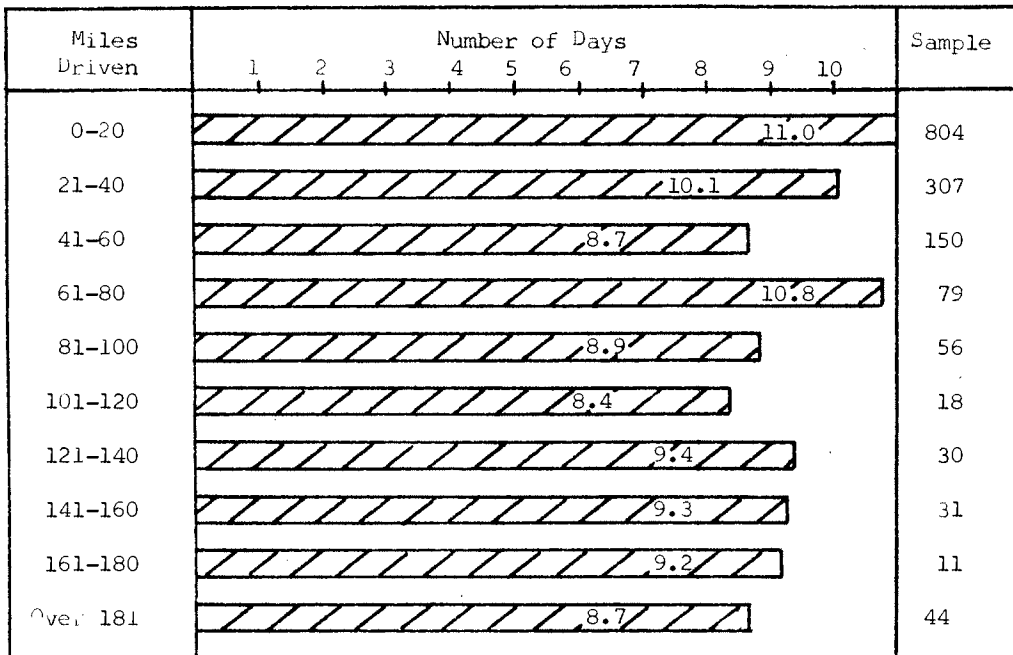 Miles Driven Number of Days Sample
1 2 3 4 5 6 7 8 9 10
0-20 11.0 804
21-40 10.1 307
41-60 8.7 150
61-80 10.8 79
81-100 8.9 56
101-120 8.4 18
121-140 9.4 30
141-160 9.3 31
161-180 9.2 11
Over 181 8.7 44